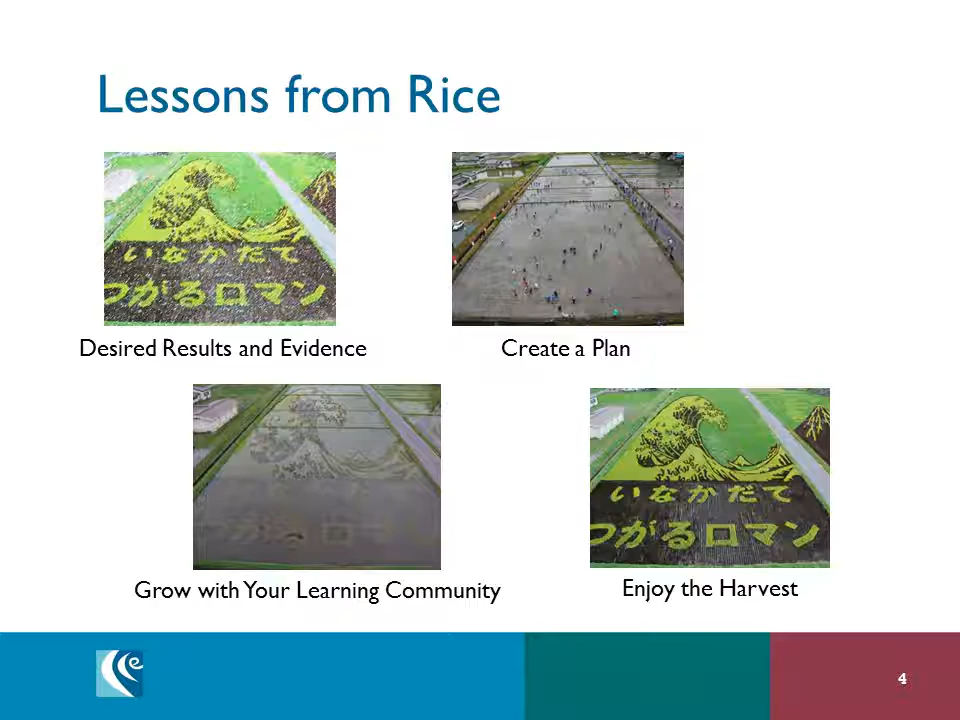 Lessons from Rice
いなかだて
つがるロマン
Desired Results and Evidence
Create a Plan
いなかだて
つがるロマン
Grow with Your Learning Community
Enjoy the Harvest
e
4